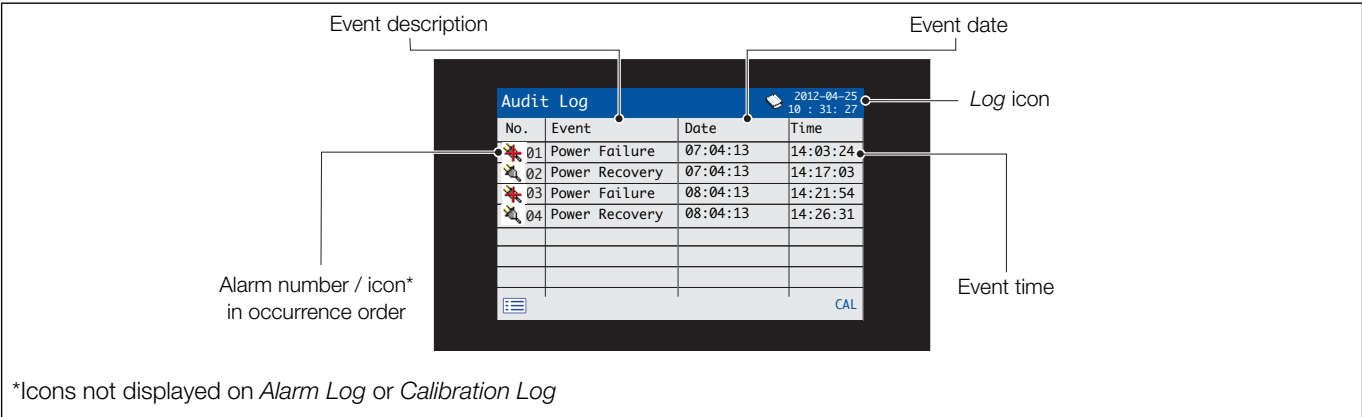 Event description
Event date
Audit Log
2012-04-25
10 : 31: 27
Log icon
No. Event Date Time
01 Power Failure 07:04:13 14:03:24
02 Power Recovery 07:04:13 14:17:03
03 Power Failure 08:04:13 14:21:54
04 Power Recovery 08:04:13 14:26:31
Alarm number / icon*
in occurrence order
Event time
CAL
*Icons not displayed on Alarm Log or Calibration Log